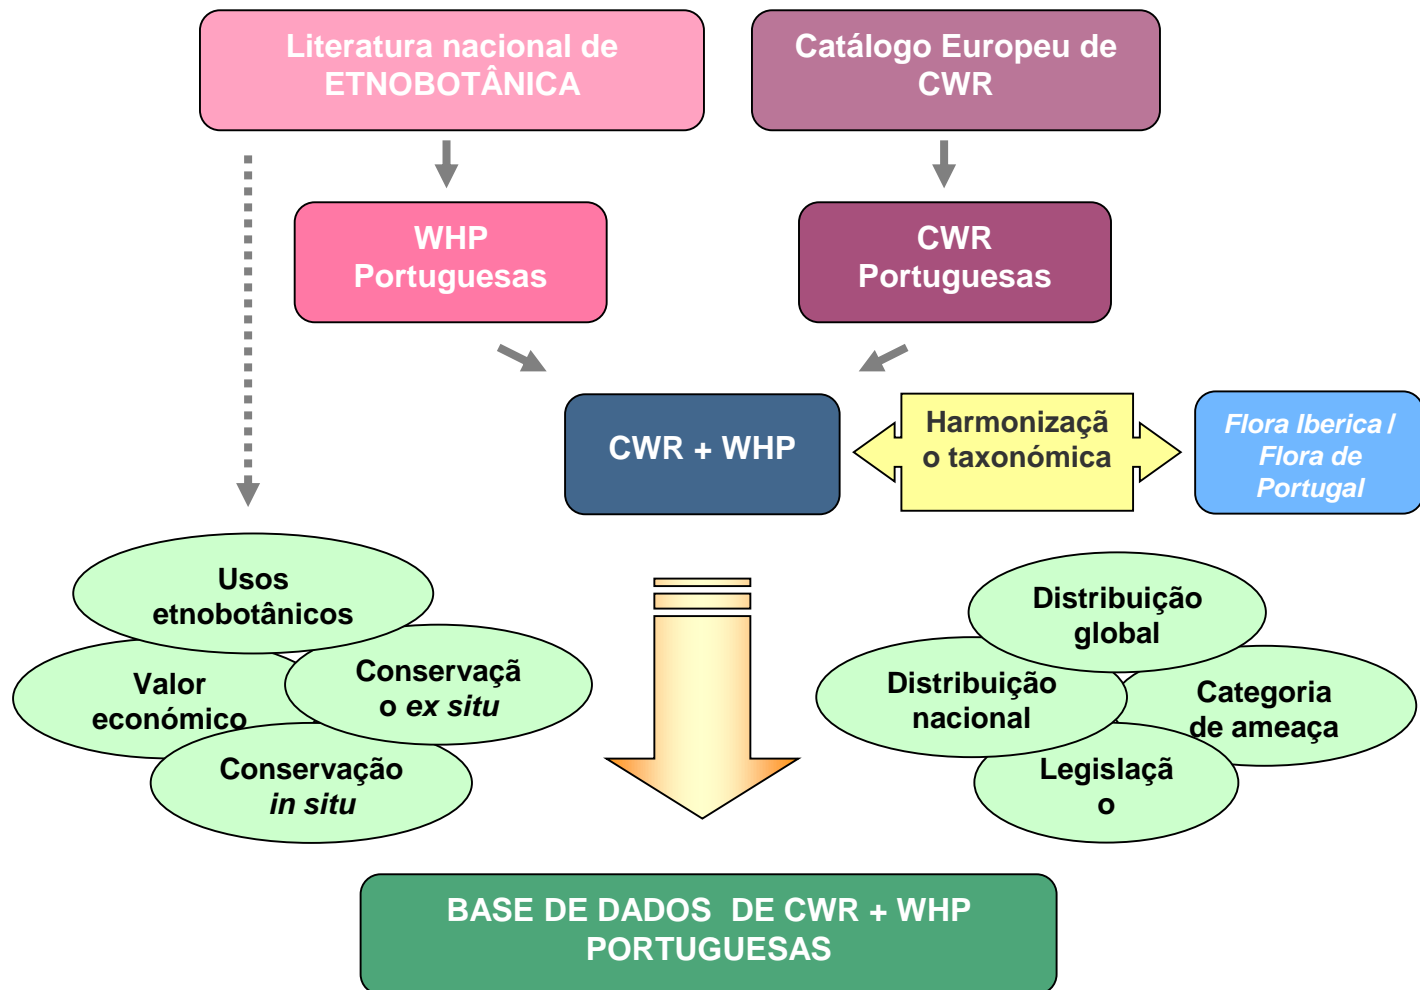 Literatura nacional de
ETNOBOTÂNICA
Catálogo Europeu de
CWR
WHP
Portuguesas
CWR
Portuguesas
CWR + WHP
Harmonizaçã
o taxonómica
Flora Iberica /
Flora de
Portugal
Usos
etnobotânicos
Valor
económico
Conservaçã
o ex situ
Conservação
in situ
Distribuição
global
Distribuição
nacional
Categoria
de ameaça
Legislaçã
o
BASE DE DADOS DE CWR + WHP
PORTUGUESAS